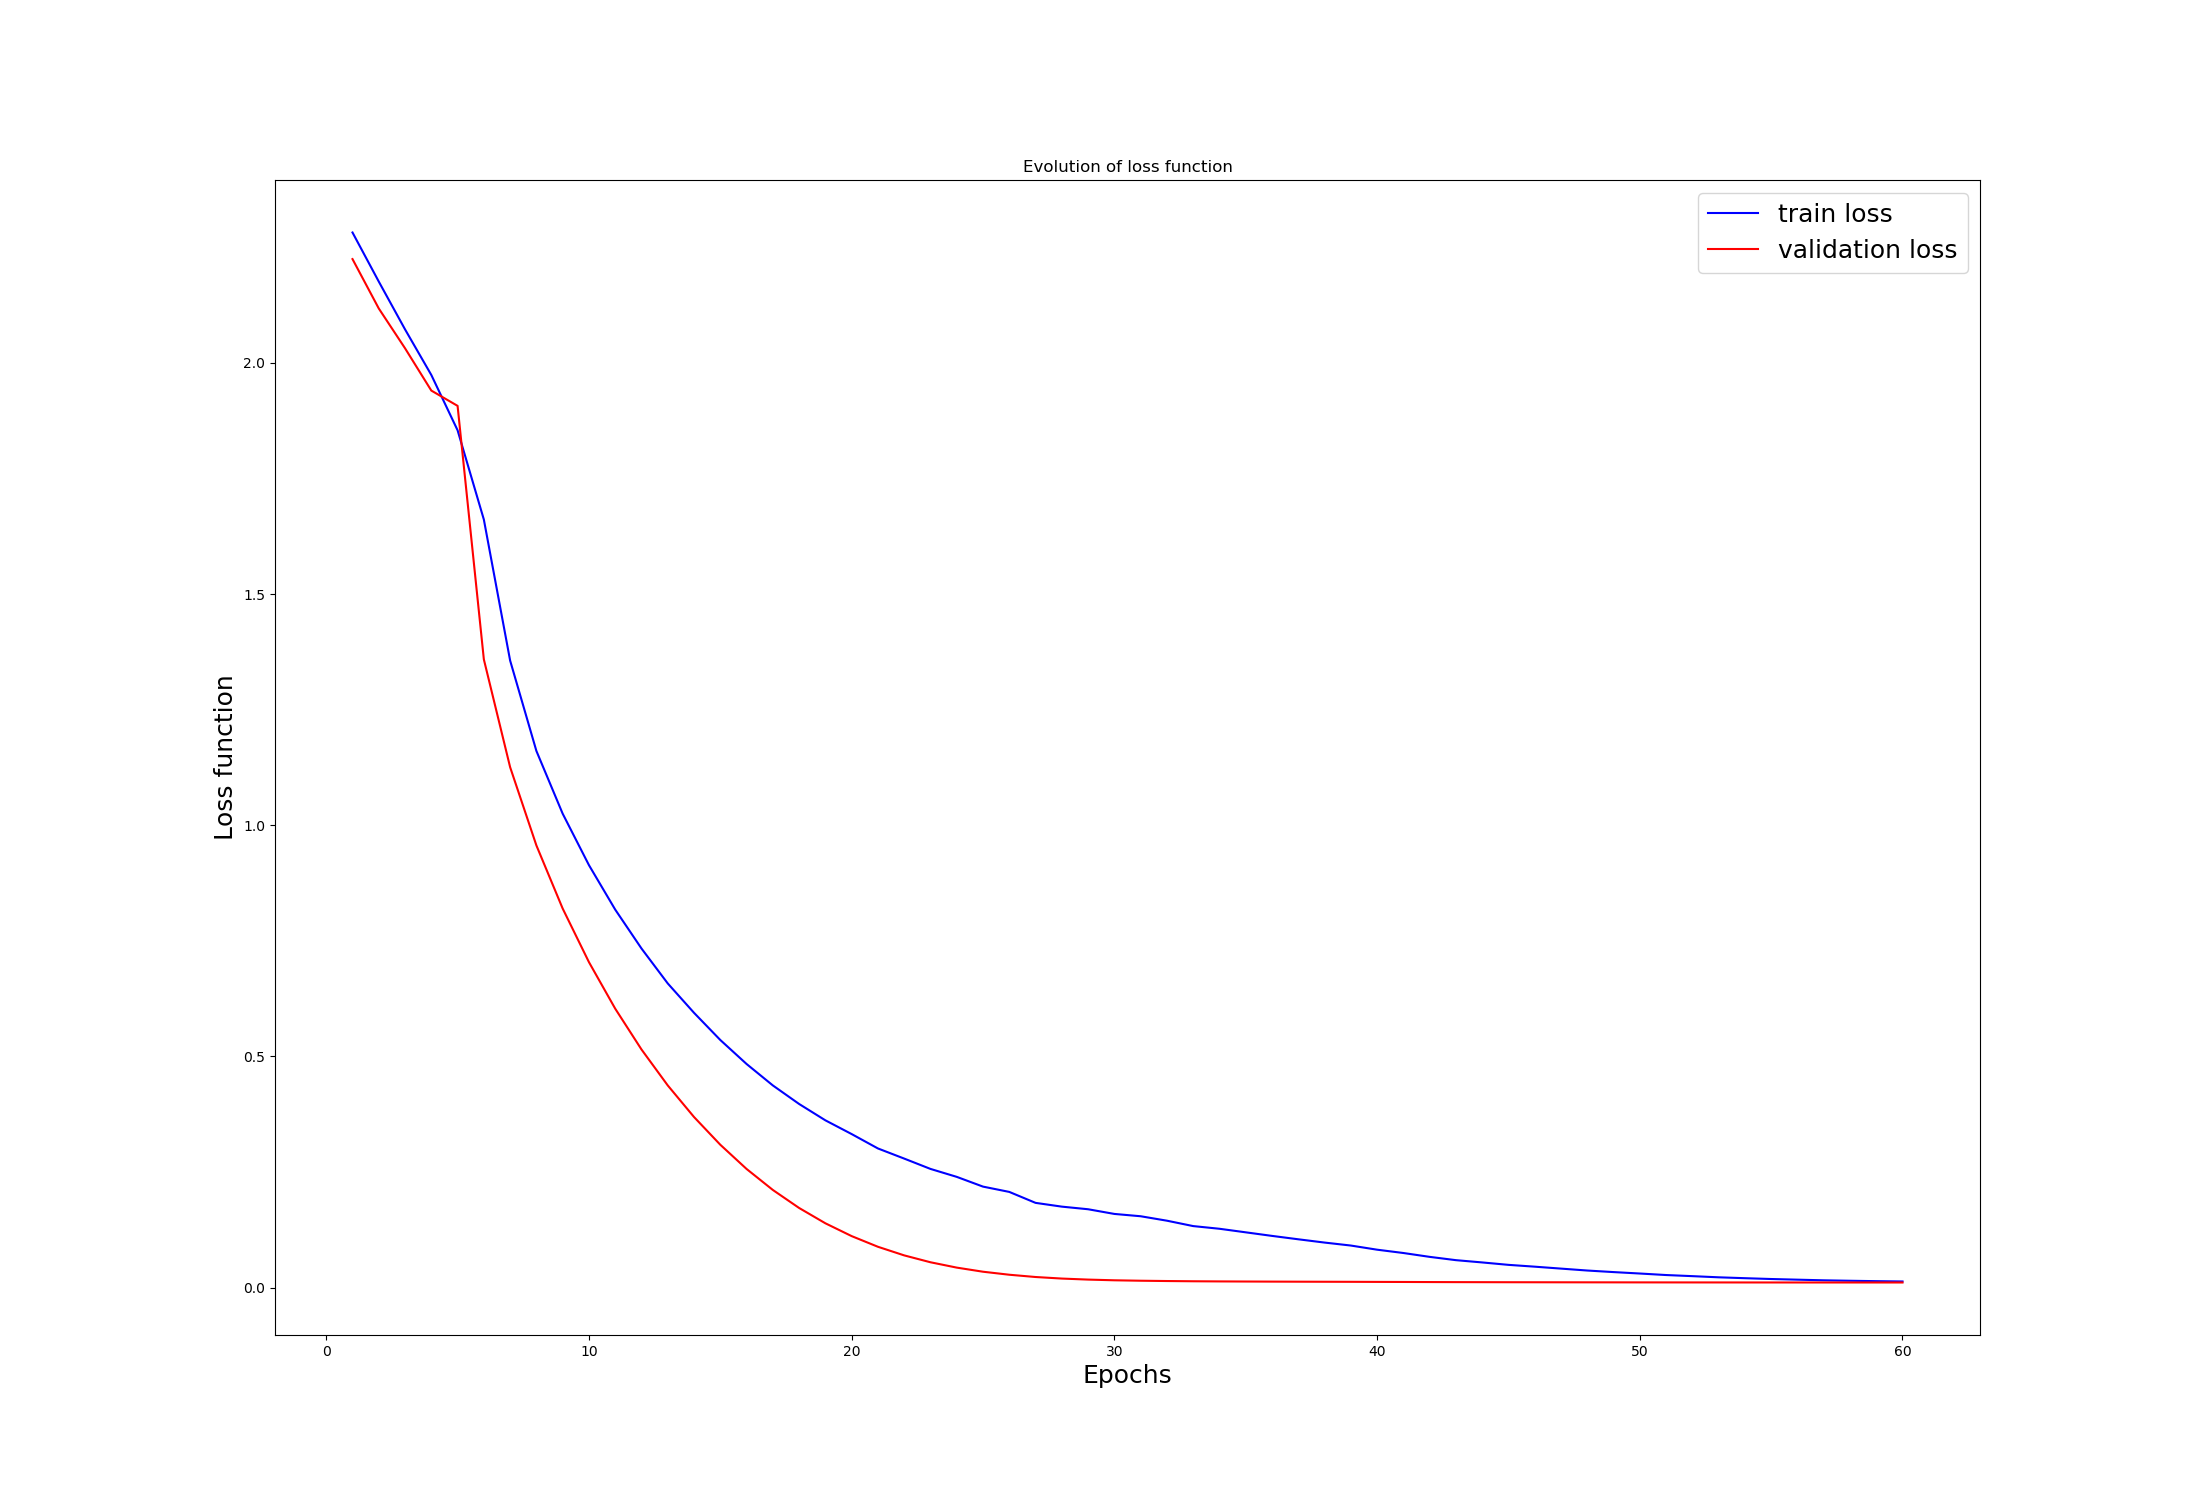 Evolution of loss function
train loss
validation loss
2.0
1.5
1.0
0.5
0.0
Loss function
0 10 20 30 40 50 60
Epochs